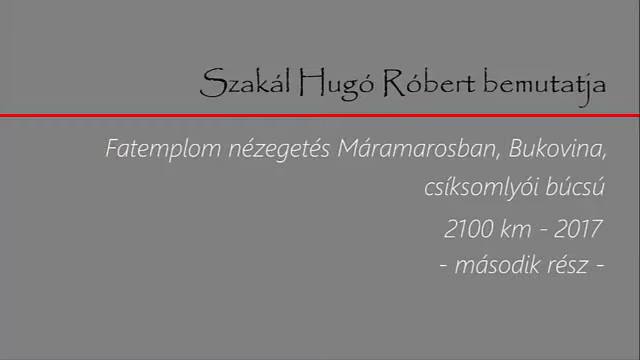 Szakál Hugó Róbert bemutatja
Fatemplom nézegetés Máramarosban, Bukovina,
csíksomlyói búcsú
2100 km - 2017
- második rész -